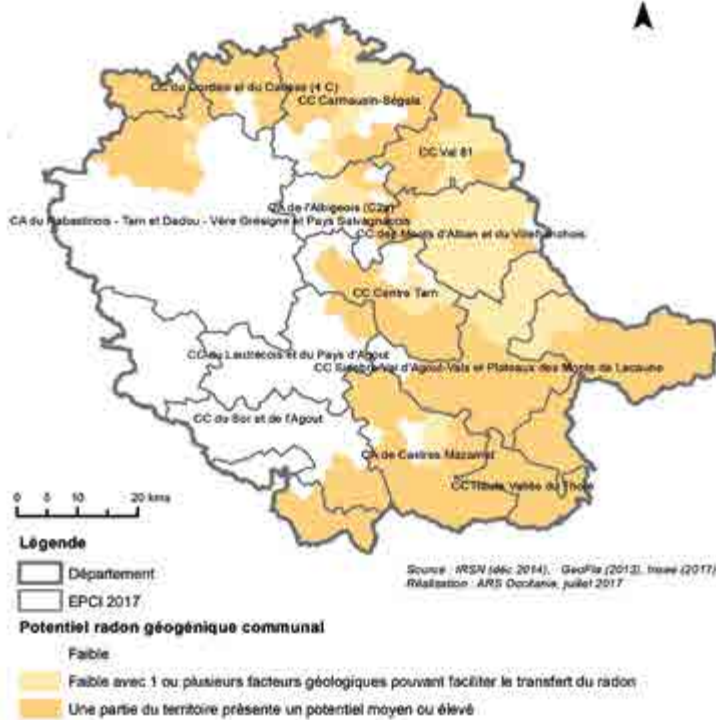 CC du Cordais et du Causse (4 C)
CC Carmausin-Ségala
CC Val 81
CA de l'Albigeois (C2a)
CA du Rabastinois - Tarn et Dadou - Vère Grésigne et Pays Salvagnacois
CC des Monts d'Alban et du Villefranchois
CC Centre Tarn
CC du Lautrécois et du Pays d'Agout
CC Sidobre Val d'Agout-Vals et Plateaux des Monts de Lacaune
CC du Sor et de l'Agout
CA de Castres Mazamet
CC Haute Vallée du Thoré
0 5 10 20 kms
Légende
Département
EPCI 2017
Source : IRSN (déc 2014), GeoFla (2013), Insee (2017)
Réalisation : ARS Occitanie, juillet 2017
Potentiel radon géogénique communal
Faible
Faible avec 1 ou plusieurs facteurs géologiques pouvant faciliter le transfert du radon
Une partie du territoire présente un potentiel moyen ou élevé